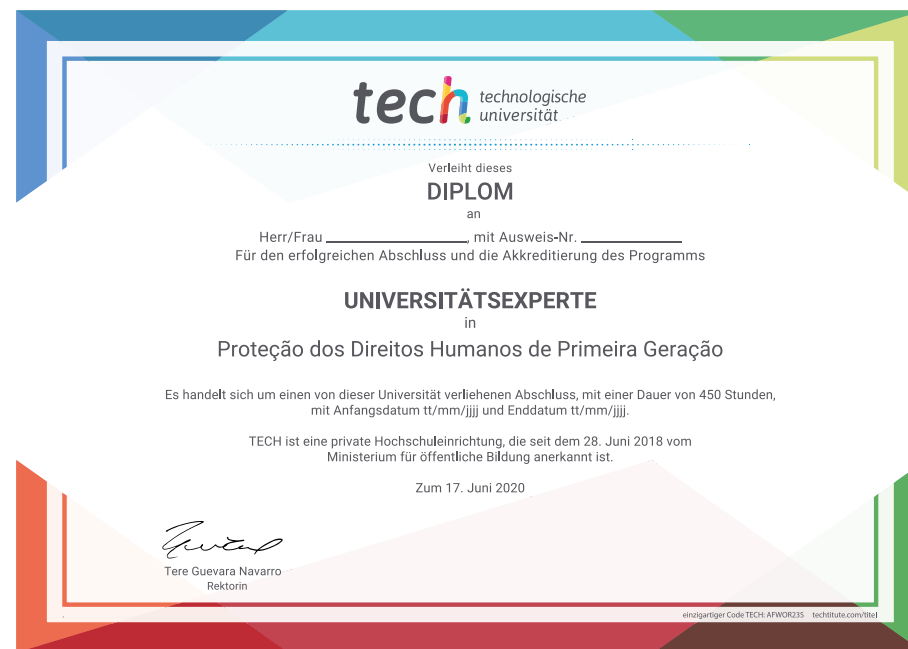 tech technologische
universität
Verleiht dieses
DIPLOM
an
Herr/Frau ____________, mit Ausweis-Nr. ____________
Für den erfolgreichen Abschluss und die Akkreditierung des Programms
UNIVERSITÄTSEXPERTE
in
Proteção dos Direitos Humanos de Primeira Geração
Es handelt sich um einen von dieser Universität verliehenen Abschluss, mit einer Dauer von 450 Stunden,
mit Anfangsdatum tt/mm/jjjj und Enddatum tt/mm/jjjj.
TECH ist eine private Hochschuleinrichtung, die seit dem 28. Juni 2018 vom
Ministerium für öffentliche Bildung anerkannt ist.
Zum 17. Juni 2020
Tere Guevara Navarro
Rektorin
einzigartiger Code TECH: AFWOR23S techtitute.com/titel